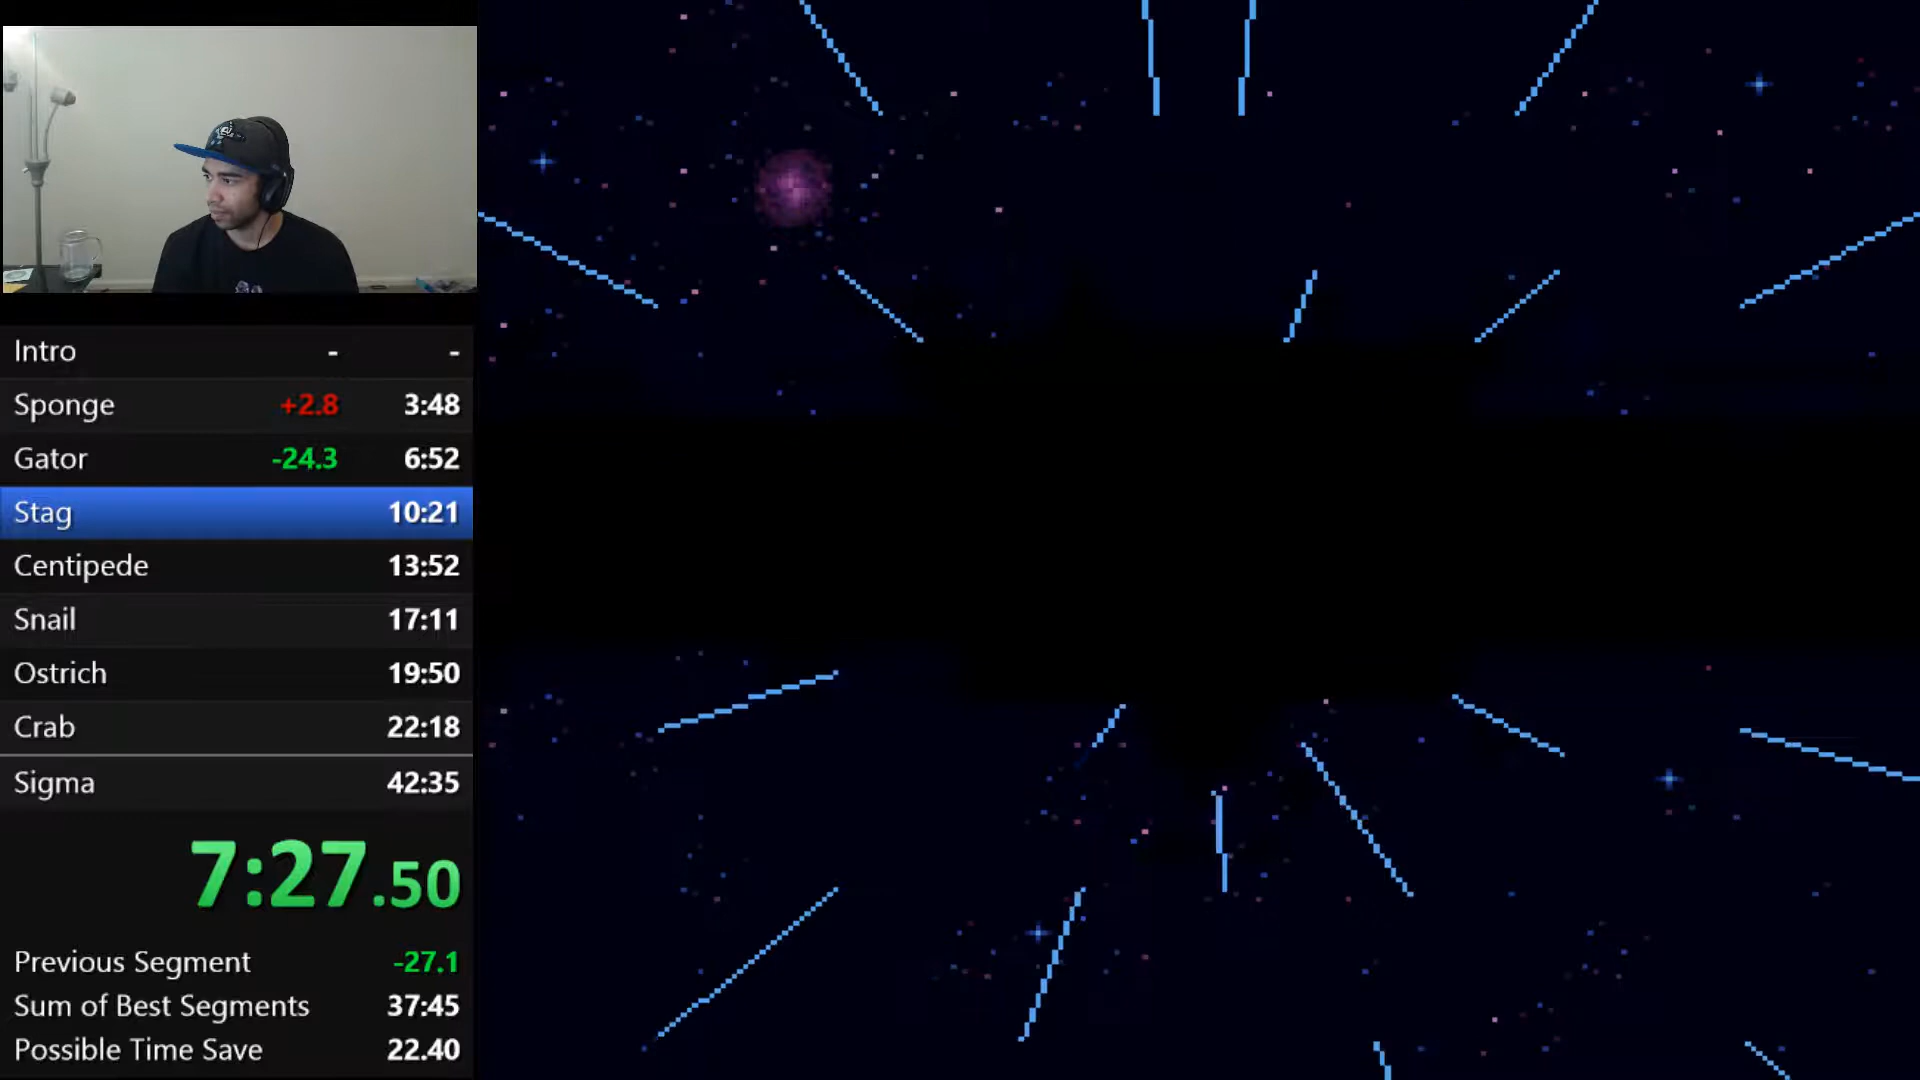 Intro - -
Sponge +2.8 3:48
Gator -24.3 6:52
Stag 10:21
Centipede 13:52
Snail 17:11
Ostrich 19:50
Crab 22:18
Sigma 42:35
7:27.50
Previous Segment -27.1
Sum of Best Segments 37:45
Possible Time Save 22.40